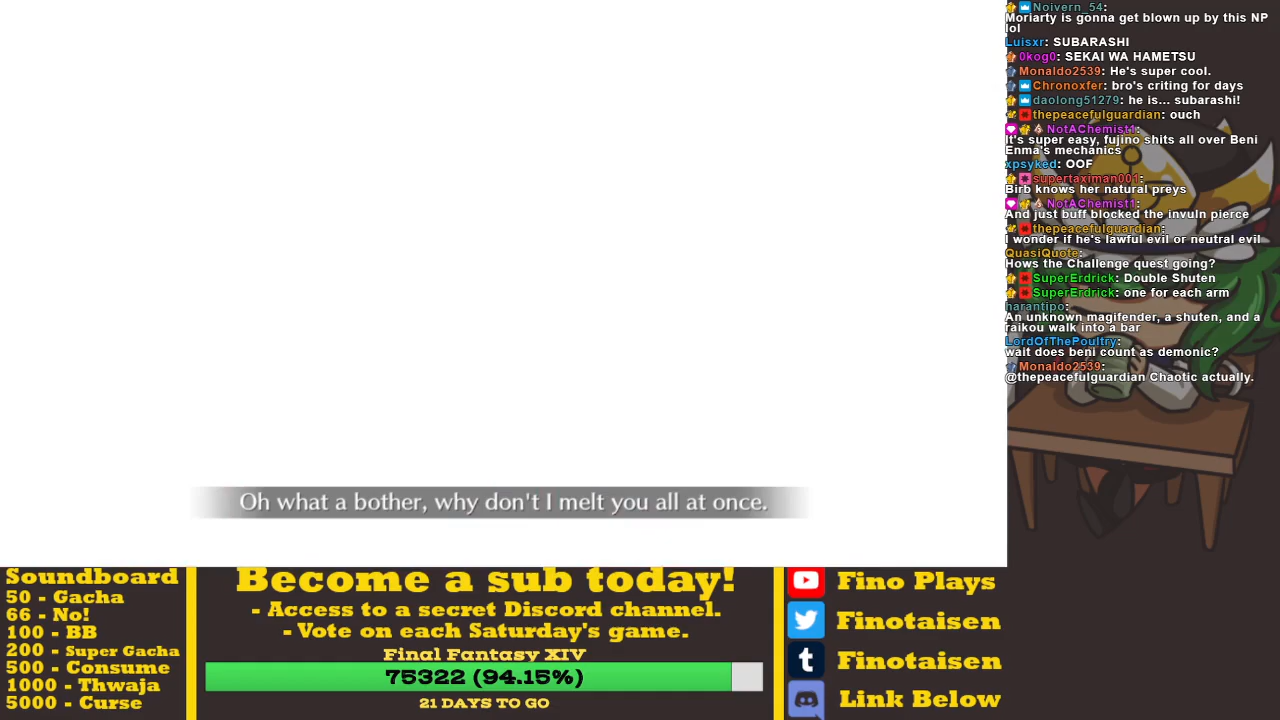 Noivern_54:
Moriarty is gonna get blown up by this NP
lol
Luisxr: SUBARASHI
0kog0: SEKAI WA HAMETSU
Monaldo2539: He's super cool.
Chronoxfer: bro's criting for days
daolong51279: he is... subarashi!
thepeacefulguardian: ouch
NotAChemist1:
It's super easy, fujino shits all over Beni
Enma's mechanics
xpsyked: OOF
supertaximan001:
Birb knows her natural preys
NotAChemist1:
And just buff blocked the invuln pierce
thepeacefulguardian:
I wonder if he's lawful evil or neutral evil
QuasiQuote:
Hows the Challenge quest going?
SuperErdrick: Double Shuten
SuperErdrick: one for each arm
harantipo:
An unknown magifender, a shuten, and a
raikou walk into a bar
LordOfThePoultry:
wait does beni count as demonic?
Monaldo2539:
@thepeacefulguardian Chaotic actually.
Oh what a bother, why don't I melt you all at once.
Soundboard
50 - Gacha
66 - No!
100 - BB
200 - Super Gacha
500 - Consume
1000 - Thwaja
5000 - Curse
Become a sub today!
- Access to a secret Discord channel.
- Vote on each Saturday's game.
Final Fantasy XIV
75322 (94.15%)
21 DAYS TO GO
Fino Plays
Finotaisen
Finotaisen
Link Below